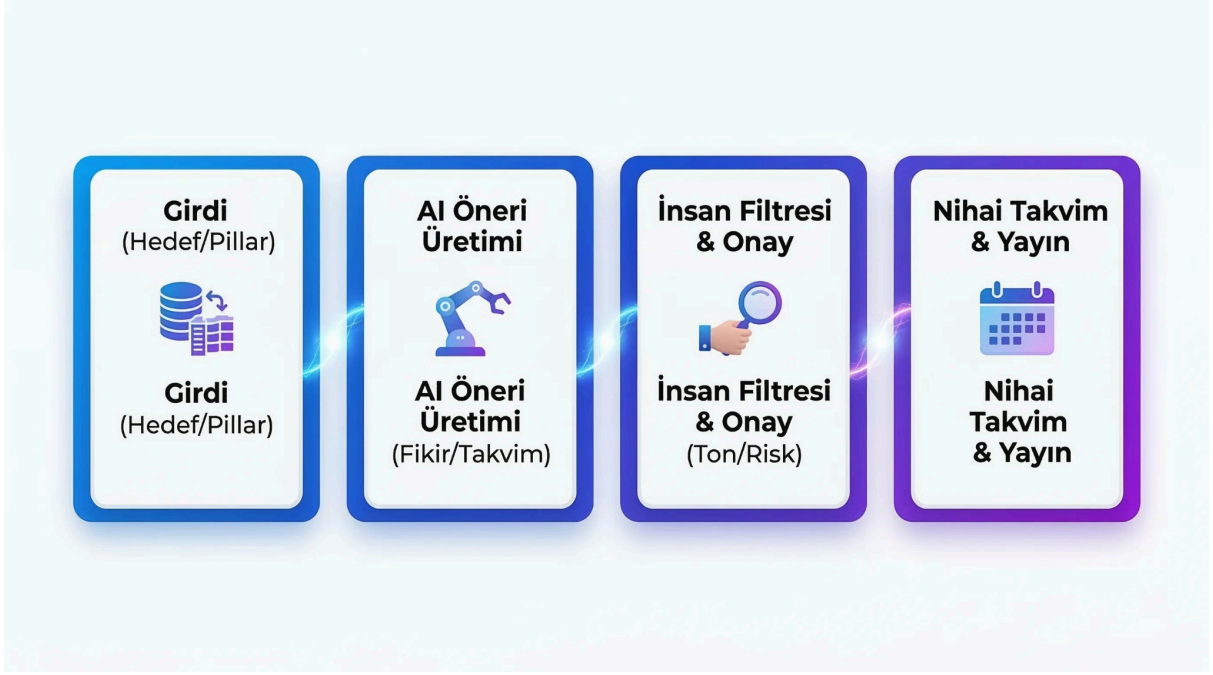 Girdi
(Hedef/Pillar)
Girdi
(Hedef/Pillar)
AI Öneri
Üretimi
AI Öneri
Üretimi
(Fikir/Takvim)
İnsan Filtresi
& Onay
İnsan Filtresi
& Onay
(Ton/Risk)
Nihai Takvim
& Yayın
Nihai
Takvim
& Yayın